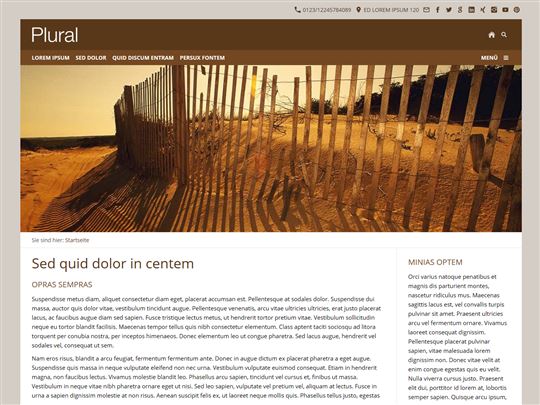 0123/12245784089 ED LOREM IPSUM 120
Plural
LOREM IPSUM SED DOLOR QUID DISCUM ENTRAM PERSUX FONTEM MENÜ
Sie sind hier: Startseite
Sed quid dolor in centem
OPRAS SEMPRAS
Suspendisse metus diam, aliquet consectetur diam eget, placerat accumsan est. Pellentesque at sodales dolor. Suspendisse dui
massa, auctor quis dolor vitae, vestibulum tincidunt augue. Pellentesque venenatis, arcu vitae ultricies ultricies, erat justo placerat
lacus, ac faucibus augue diam sed sapien. Fusce tristique lectus metus, ut hendrerit tortor pretium vitae. Vestibulum sollicitudin
neque eu tortor blandit facilisis. Maecenas tempor tellus quis nibh consectetur elementum. Class aptent taciti sociosqu ad litora
torquent per conubia nostra, per inceptos himenaeos. Donec elementum leo ut congue pharetra. Sed lacus augue, hendrerit vel
sodales vel, consequat ut sem.
Nam eros risus, blandit a arcu feugiat, fermentum fermentum ante. Donec in augue dictum ex placerat pharetra a eget augue.
Suspendisse quis massa in neque vulputate eleifend non nec urna. Vestibulum vulputate euismod consequat. Etiam in hendrerit
magna, non faucibus lectus. Vivamus molestie blandit leo. Phasellus arcu sapien, tincidunt vel cursus et, finibus ut massa.
Vestibulum in neque vitae nibh pharetra ornare eget ut nisi. Sed leo sapien, vulputate vel pretium vel, aliquam at lectus. Fusce in
urna a sapien dignissim molestie at non risus. Aenean suscipit felis ex, ut laoreet neque mollis quis. Phasellus tellus justo, egestas
MINIAS OPTEM
Orci varius natoque penatibus et
magnis dis parturient montes,
nascetur ridiculus mus. Maecenas
sagittis lacus est, vel convallis turpis
pulvinar sit amet. Praesent ultricies
arcu vel fermentum ornare. Vivamus
laoreet consequat dignissim.
Pellentesque placerat pulvinar
sapien, vitae malesuada lorem
dignissim non. Donec vitae velit at
enim congue egestas quis eu velit.
Nulla viverra cursus justo. Praesent
elit dui, porttitor id lorem at, lobortis
semper sapien. Quisque arcu ipsum,